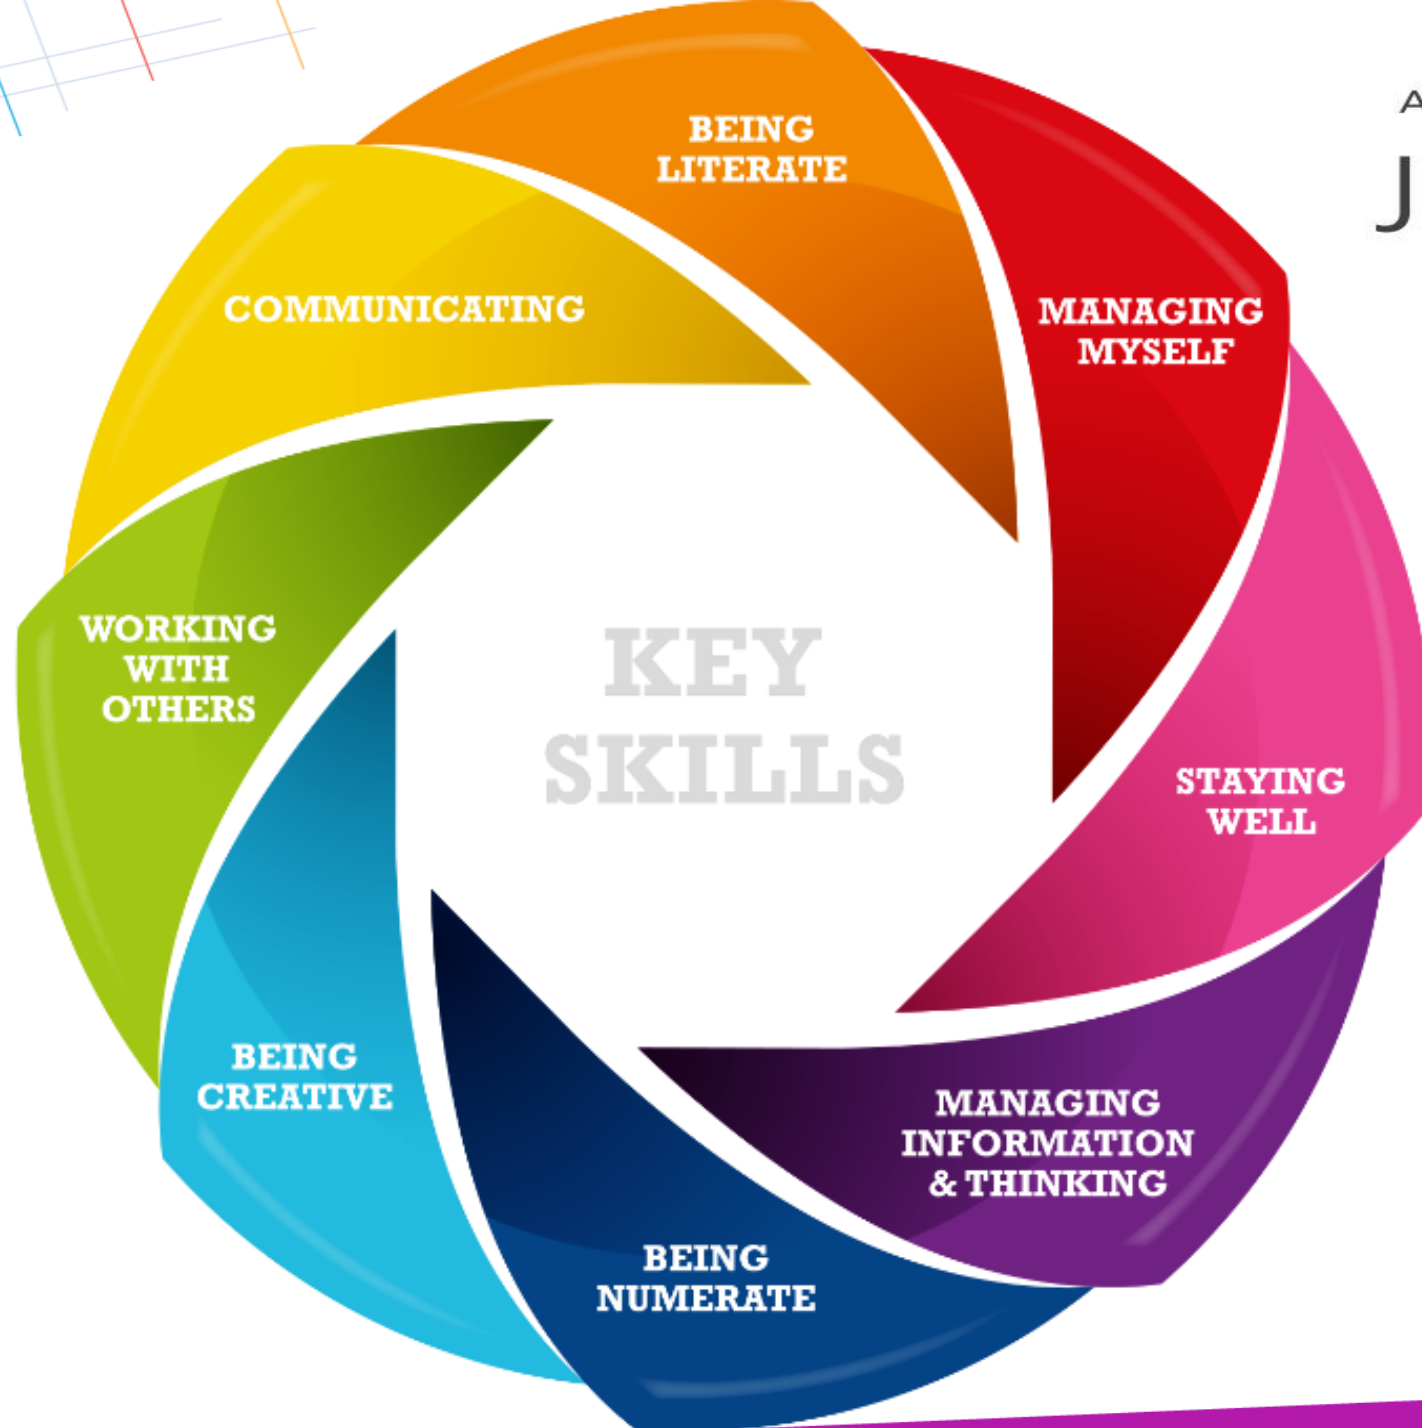 BEING
LITERATE
MANAGING
MYSELF
STAYING
WELL
MANAGING
INFORMATION
& THINKING
BEING
NUMERATE
BEING
CREATIVE
WORKING
WITH
OTHERS
COMMUNICATING
KEY
SKILLS
A
J